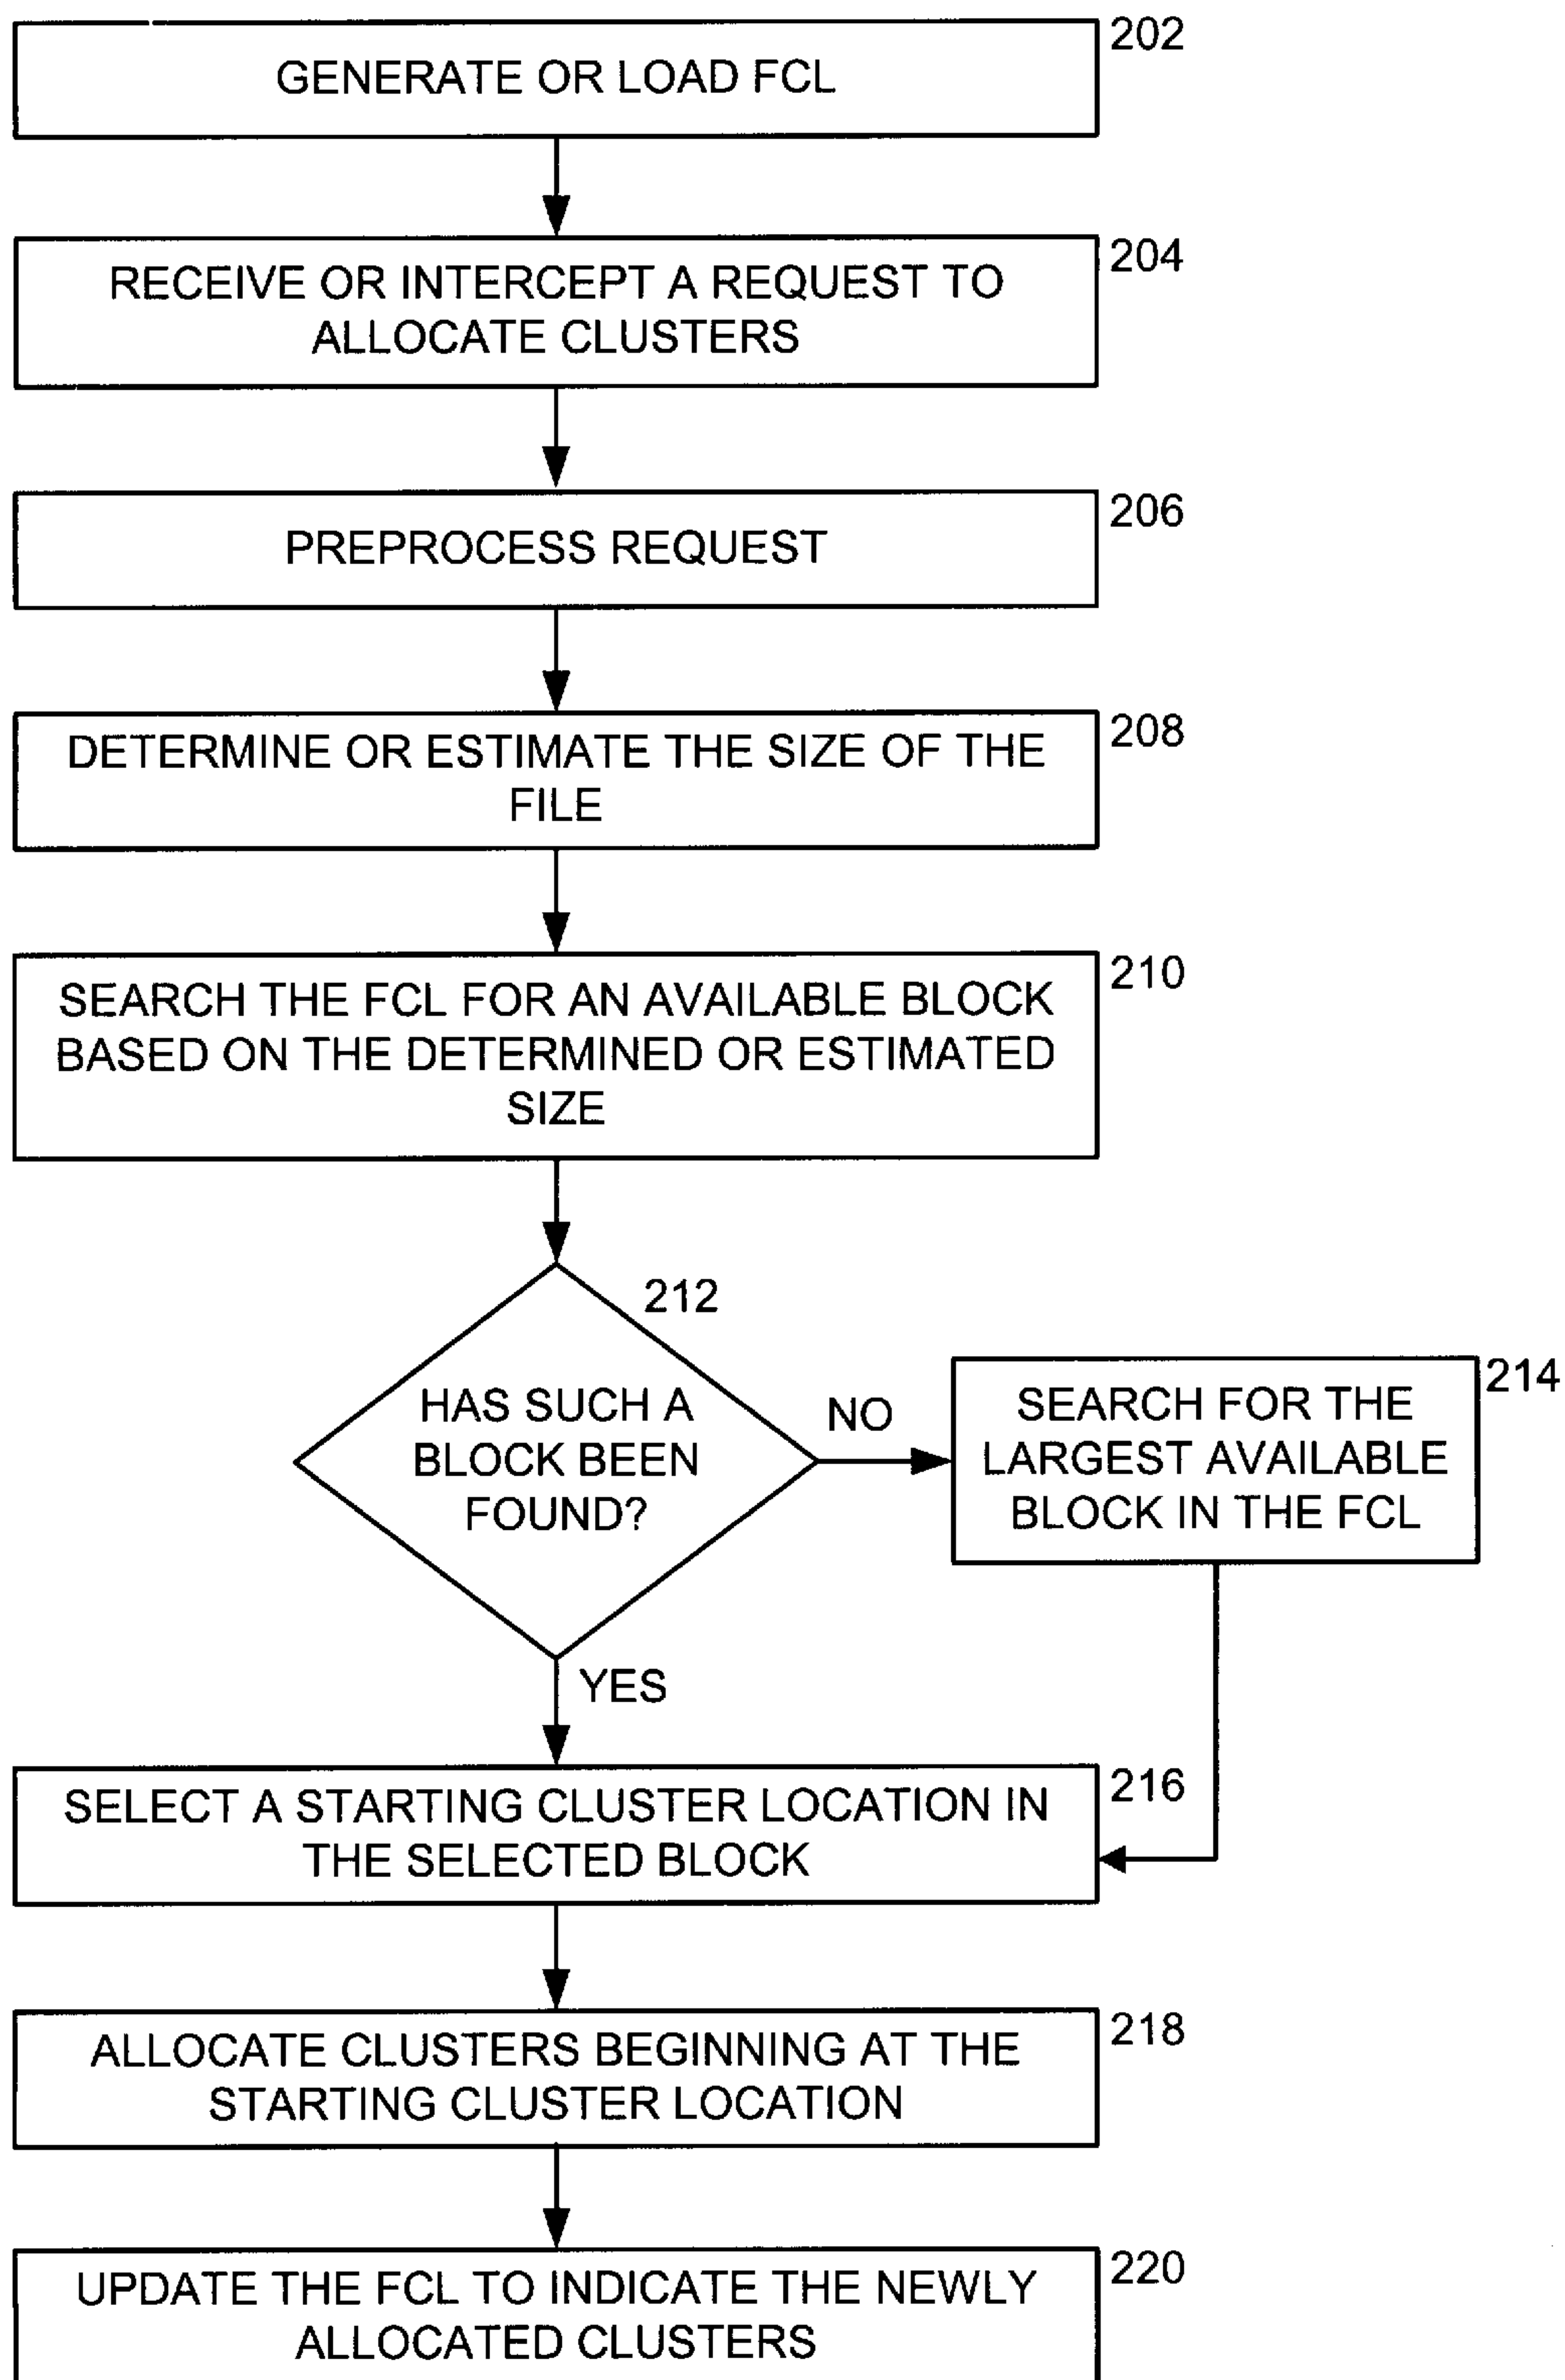 202
GENERATE OR LOAD FCL
204
RECEIVE OR INTERCEPT A REQUEST TO
ALLOCATE CLUSTERS
206
PREPROCESS REQUEST
208
DETERMINE OR ESTIMATE THE SIZE OF THE
FILE
210
SEARCH THE FCL FOR AN AVAILABLE BLOCK
BASED ON THE DETERMINED OR ESTIMATED
SIZE
212
HAS SUCH A
BLOCK BEEN
FOUND?
NO
214
SEARCH FOR THE
LARGEST AVAILABLE
BLOCK IN THE FCL
YES
216
SELECT A STARTING CLUSTER LOCATION IN
THE SELECTED BLOCK
218
ALLOCATE CLUSTERS BEGINNING AT THE
STARTING CLUSTER LOCATION
220
UPDATE THE FCL TO INDICATE THE NEWLY
ALLOCATED CLUSTERS